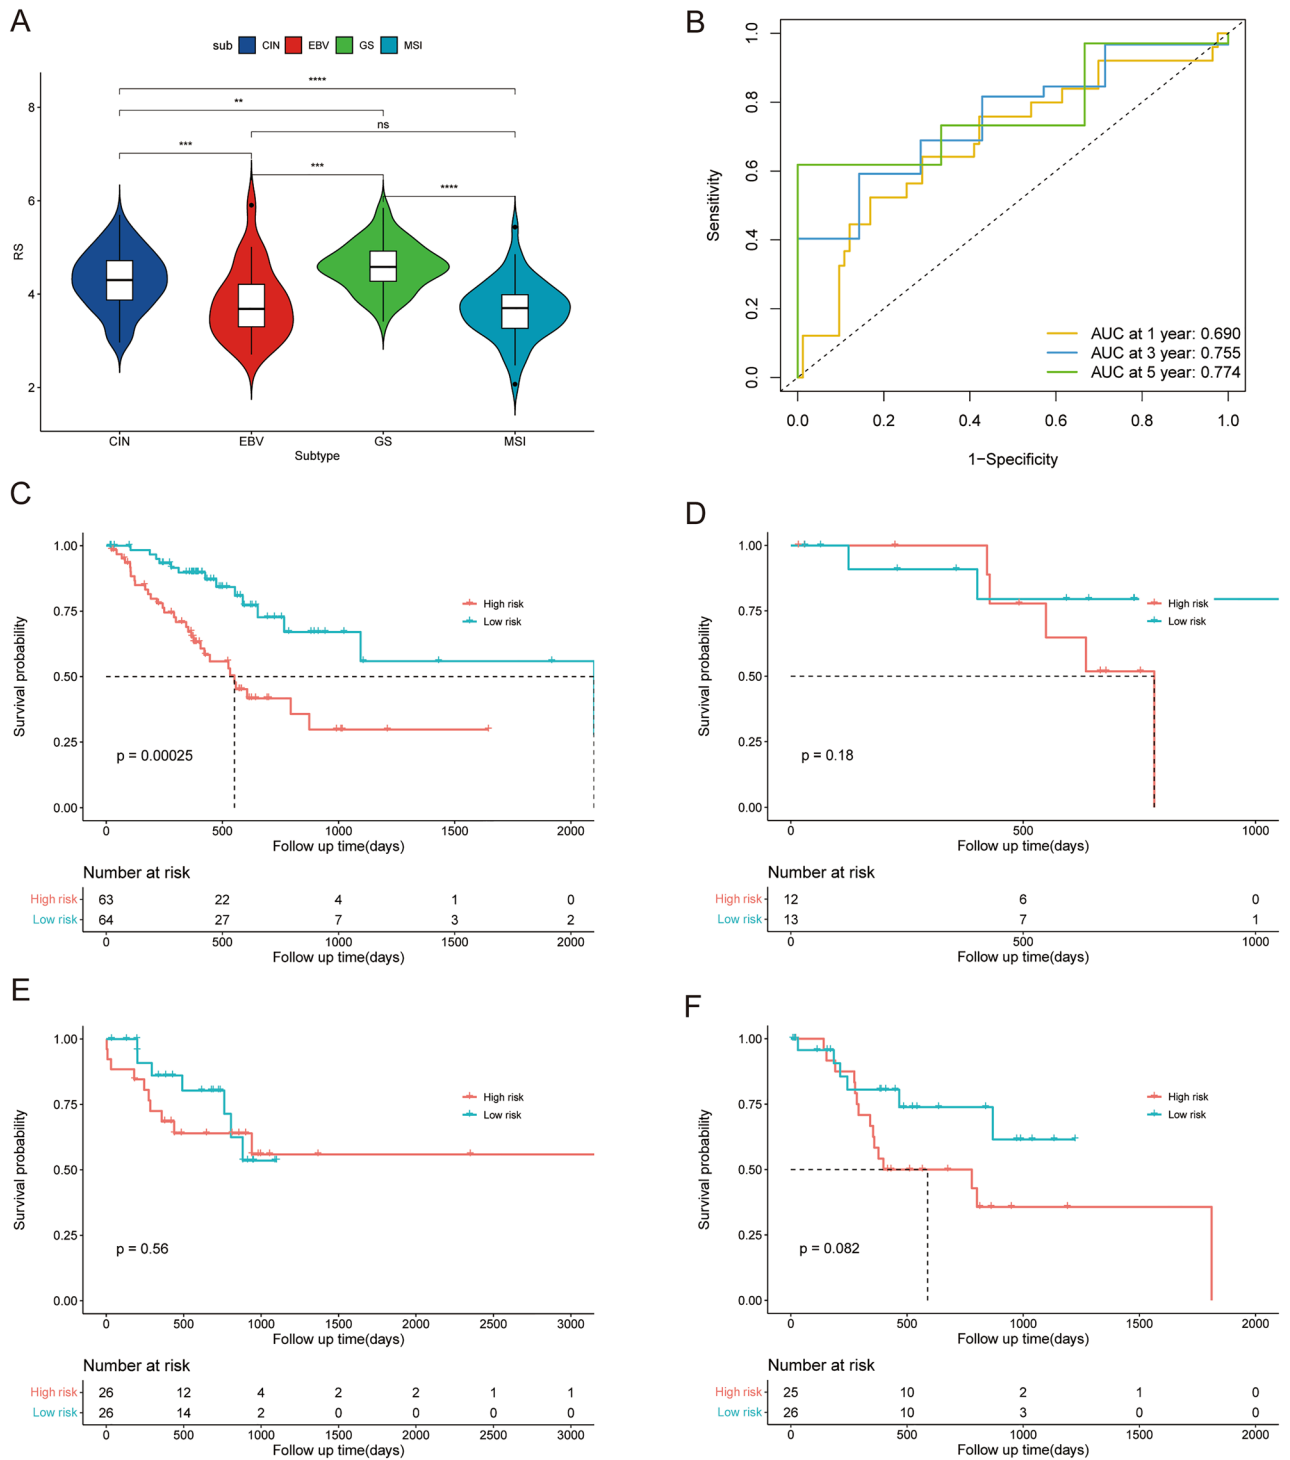 A
sub CIN EBV GS MSI
****
**
ns
***
***
****
8
6
4
2
RS
CIN EBV GS MSI
Subtype
B
1.0
0.8
0.6
0.4
0.2
0.0
Sensitivity
AUC at 1 year: 0.690
AUC at 3 year: 0.755
AUC at 5 year: 0.774
0.0 0.2 0.4 0.6 0.8 1.0
1−Specificity
C
1.00
0.75
0.50
0.25
0.00
Survival probability
High risk
Low risk
p = 0.00025
0 500 1000 1500 2000
Follow up time(days)
Number at risk
High risk 63 22 4 1 0
Low risk 64 27 7 3 2
0 500 1000 1500 2000
Follow up time(days)
D
1.00
0.75
0.50
0.25
0.00
Survival probability
High risk
Low risk
p = 0.18
0 500 1000
Follow up time(days)
Number at risk
High risk 12 6 0
Low risk 13 7 1
0 500 1000
Follow up time(days)
E
1.00
0.75
0.50
0.25
0.00
Survival probability
High risk
Low risk
p = 0.56
0 500 1000 1500 2000 2500 3000
Follow up time(days)
Number at risk
High risk 26 12 4 2 2 1 1
Low risk 26 14 2 0 0 0 0
0 500 1000 1500 2000 2500 3000
Follow up time(days)
F
1.00
0.75
0.50
0.25
0.00
Survival probability
High risk
Low risk
p = 0.082
0 500 1000 1500 2000
Follow up time(days)
Number at risk
High risk 25 10 2 1 0
Low risk 26 10 3 0 0
0 500 1000 1500 2000
Follow up time(days)